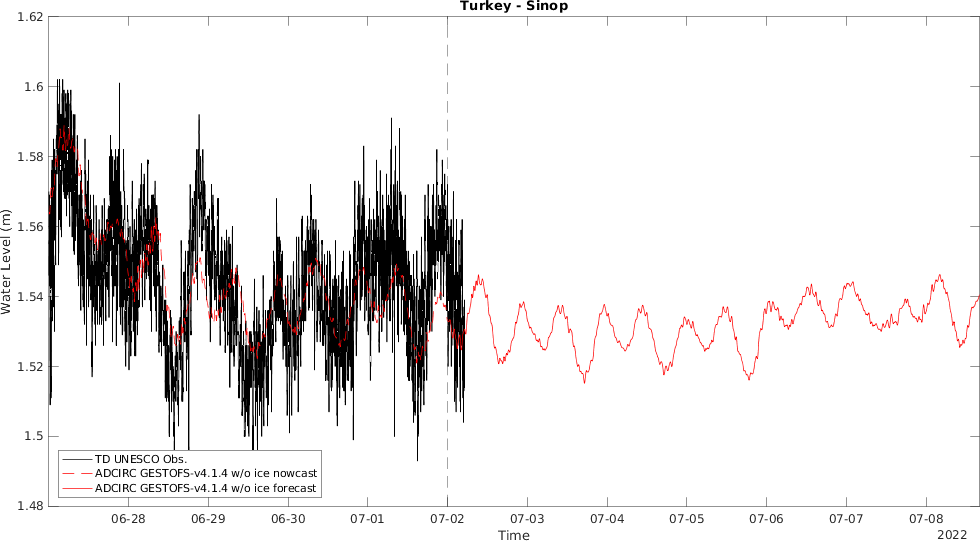 Turkey - Sinop
1.62
1.6
1.58
1.56
1.54
1.52
1.5
1.48
Water Level (m)
TD UNESCO Obs.
ADCIRC GESTOFS-v4.1.4 w/o ice nowcast
ADCIRC GESTOFS-v4.1.4 w/o ice forecast
06-28 06-29 06-30 07-01 07-02 07-03 07-04 07-05 07-06 07-07 07-08
Time
2022